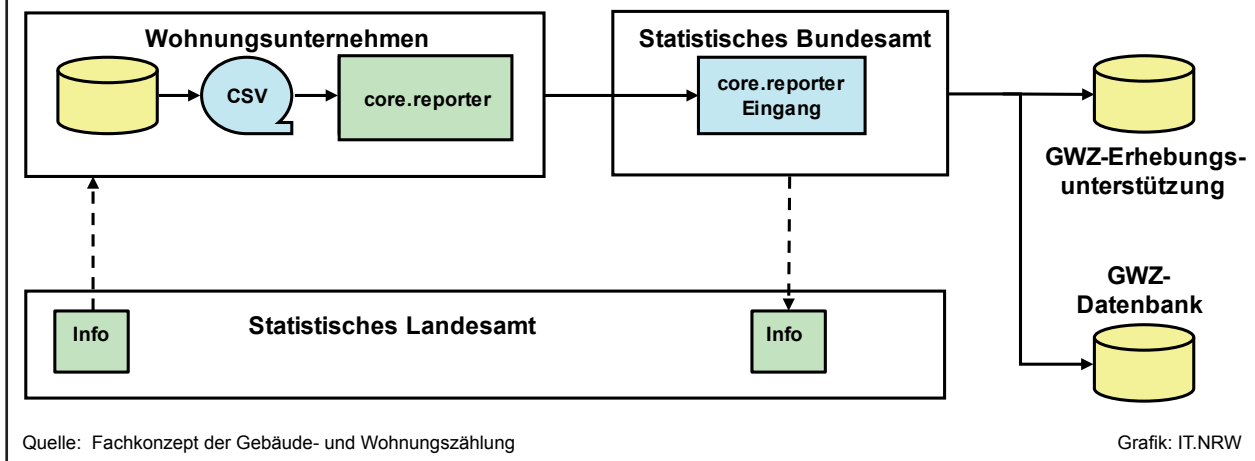 Wohnungsunternehmen
CSV
core.reporter
Statistisches Bundesamt
core.reporter
Eingang
GWZ-Erhebungs-
unterstützung
GWZ-
Datenbank
Info
Statistisches Landesamt
Info
Quelle: Fachkonzept der Gebäude- und Wohnungszählung
Grafik: IT.NRW